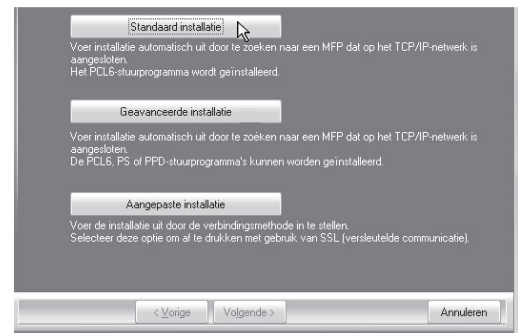 Standaard installatie
Voer installatie automatisch uit door te zoeken naar een MFP dat op het TCP/IP-netwerk is
aangesloten.
Het PCL6-stuurprogramma wordt geïnstalleerd.
Geavanceerde installatie
Voer installatie automatisch uit door te zoeken naar een MFP dat op het TCP/IP-netwerk is
aangesloten.
De PCL6, PS of PPD-stuurprogramma's kunnen worden geïnstalleerd.
Aangepaste installatie
Voer de installatie uit door de verbindingsmethode in te stellen.
Selecteer deze optie om af te drukken met gebruik van SSL (versleutelde communicatie).
< Vorige
Volgende >
Annuleren